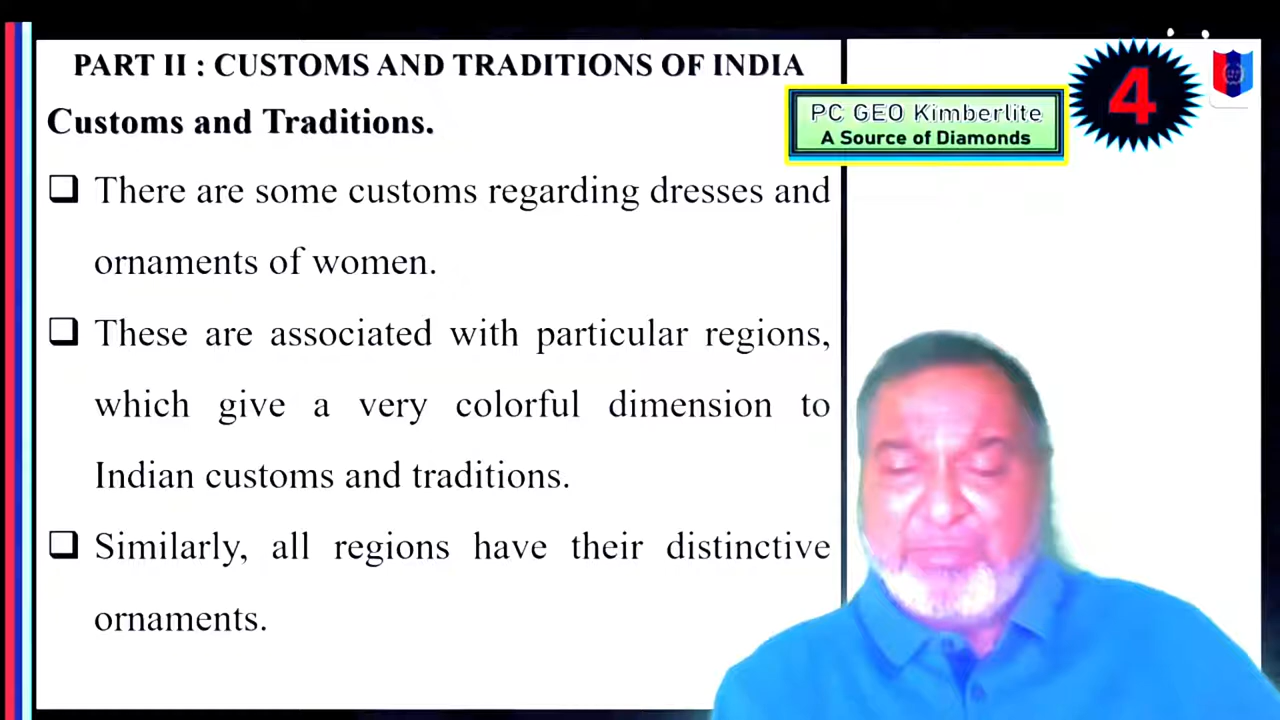 PART II : CUSTOMS AND TRADITIONS OF INDIA
Customs and Traditions.
There are some customs regarding dresses and
ornaments of women.
These are associated with particular regions,
which give a very colorful dimension to
Indian customs and traditions.
Similarly, all regions have their distinctive
ornaments.
PC GEO Kimberlite
A Source of Diamonds
4